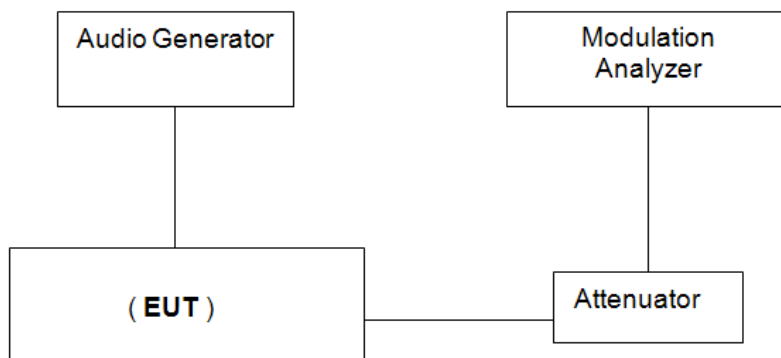 Audio Generator
Modulation
Analyzer
( EUT )
Attenuator